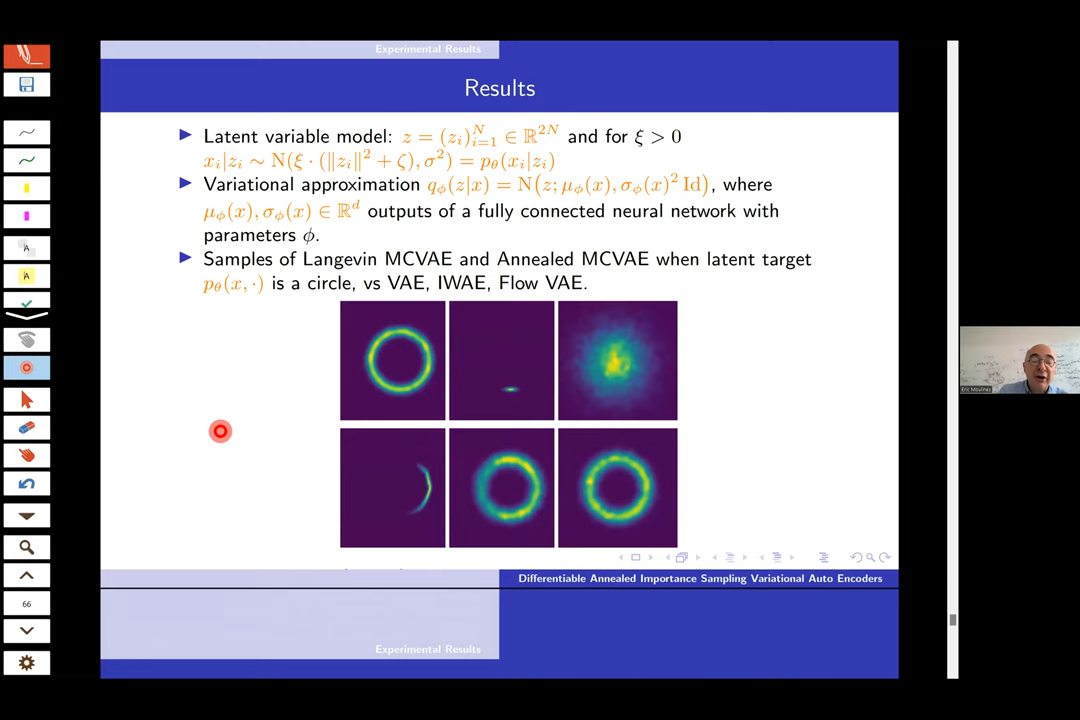 Experimental Results
Results
Latent variable model: z = (z_i)_{i=1}^N ∈ ℝ^{2N} and for ξ > 0
x_i|z_i ∼ N(ξ · (‖z_i‖² + ζ), σ²) = p_θ(x_i|z_i)
Variational approximation q_ϕ(z|x) = N(z; μ_ϕ(x), σ_ϕ(x)² Id), where
μ_ϕ(x), σ_ϕ(x) ∈ ℝ^d outputs of a fully connected neural network with
parameters ϕ.
Samples of Langevin MCVAE and Annealed MCVAE when latent target
p_θ(x, ·) is a circle, vs VAE, IWAE, Flow VAE.
Differentiable Annealed Importance Sampling Variational Auto Encoders
Experimental Results
A
A
66
Eric Moulines